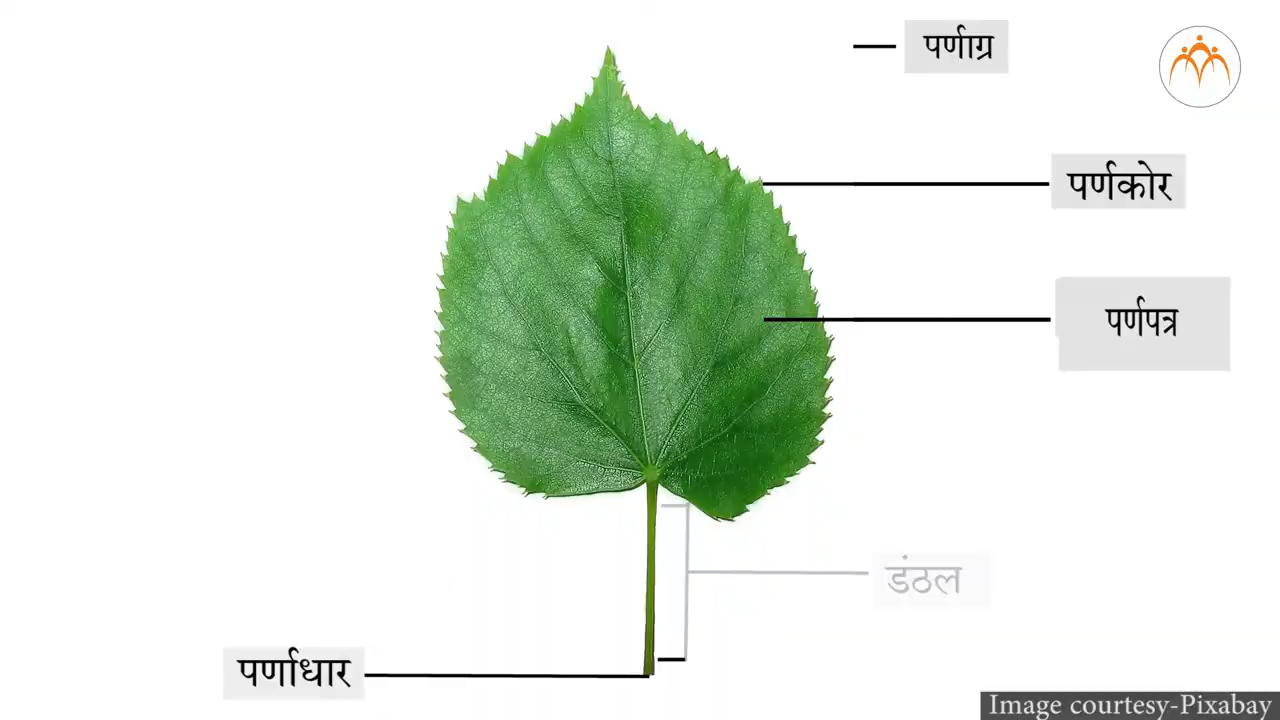 पर्णाग्र
पर्णकोर
पर्णपत्र
डंठल
पर्णाधार
Image courtesy-Pixabay